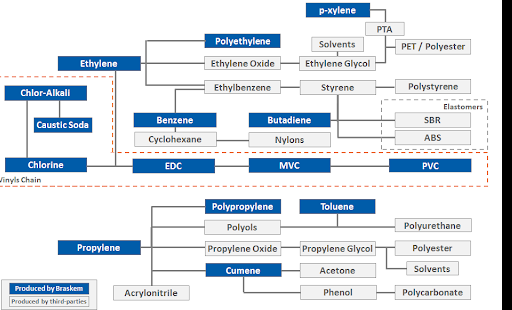 p-xylene
PTA
Polyethylene
Solvents
PET / Polyester
Ethylene
Ethylene Oxide
Ethylene Glycol
Ethylbenzene
Styrene
Polystyrene
Chlor-Alkali
Elastomers
Benzene
Butadiene
SBR
Caustic Soda
Cyclohexane
Nylons
ABS
Chlorine
EDC
MVC
PVC
Vinyls Chain
Polypropylene
Toluene
Polyols
Polyurethane
Propylene
Propylene Oxide
Propylene Glycol
Polyester
Cumene
Acetone
Solvents
Produced by Braskem
Produced by third-parties
Acrylonitrile
Phenol
Polycarbonate